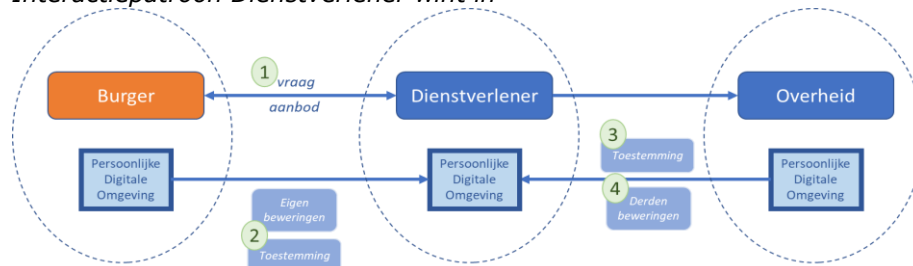 Interactiepatroon Dienstverlener wint in
1
vraag
Burger
Dienstverlener
Overheid
aanbod
3
Toestemming
Persoonlijke
Digitale
Omgeving
Persoonlijke
Digitale
Omgeving
Persoonlijke
Digitale
Omgeving
4
Eigen
beweringen
Derden
beweringen
2
Toestemming